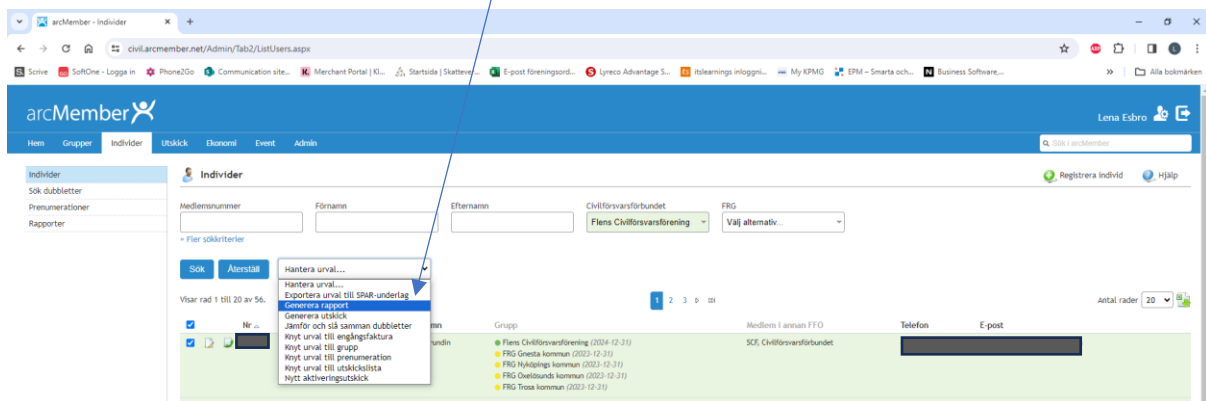 arcMember - Individer
civil.arcmember.net/Admin/Tab2/ListUsers.aspx
Scrive SoftOne - Logga in Phone2Go Communication site... Merchant Portal | Kl... Startsida | Skatteve... E-post föreningsord... Lyreco Advantage S... itslearnings inloggni... My KPMG EPM – Smarta och... Business Software,... » Alla bokmärken
arcMember
Lena Esbro
Hem Grupper Individer Utskick Ekonomi Event Admin Sök i arcMember
Individer
Sök dubbletter
Prenumerationer
Rapporter
Individer Registrera individ Hjälp
Medlemsnummer Förnamn Efternamn Civilförsvarsförbundet FRG
Flens Civilförsvarsförening Välj alternativ...
» Fler sökkriterier
Sök Återställ Hantera urval...
Hantera urval...
Exportera urval till SPAR-underlag
Generera rapport
Generera utskick
Jämför och slå samman dubbletter
Knyt urval till engångsfaktura
Knyt urval till grupp
Knyt urval till prenumeration
Knyt urval till utskickslista
Nytt aktiveringsutskick
Visar rad 1 till 20 av 56. 1 2 3 Antal rader 20
Nr mn Grupp Medlem i annan FFO Telefon E-post
undin Flens Civilförsvarsförening (2024-12-31) SCF, Civilförsvarsförbundet
FRG Gnesta kommun (2023-12-31)
FRG Nyköpings kommun (2023-12-31)
FRG Oxelösunds kommun (2023-12-31)
FRG Trosa kommun (2023-12-31)